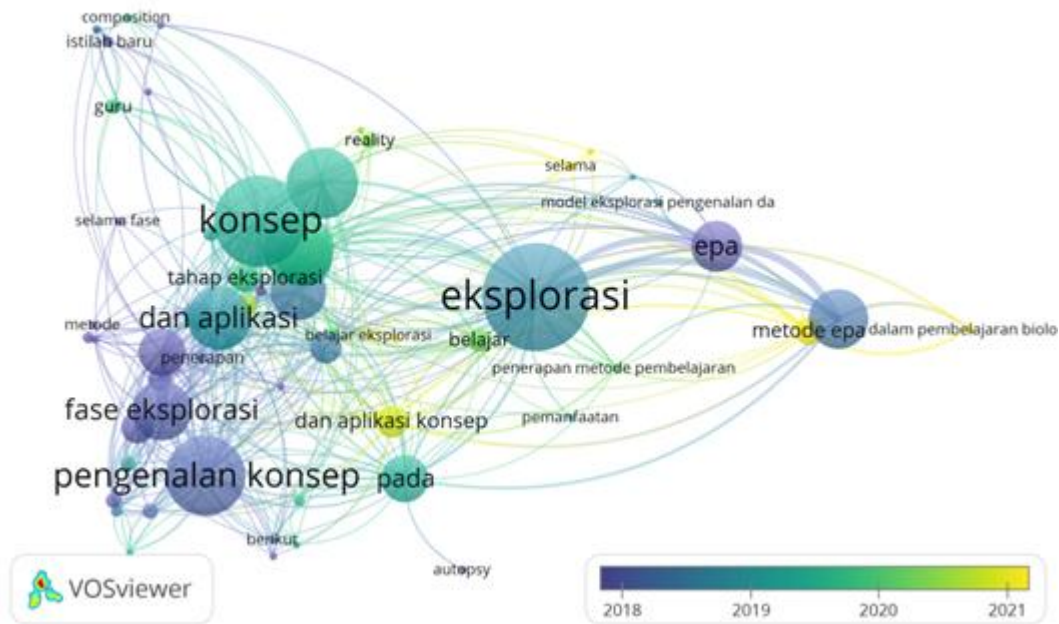 composition
istilah baru
guru
reality
selama
model eksplorasi pengenalan da
konsep
selama fase
epa
tahap eksplorasi
eksplorasi
dan aplikasi
metode
belajar eksplorasi
belajar
metode epa
dalam pembelajaran biolo
penerapan
penerapan metode pembelajaran
fase eksplorasi
dan aplikasi konsep
pemanfaatan
pengenalan konsep
pada
berikut
autopsy
VOSviewer
2018
2019
2020
2021